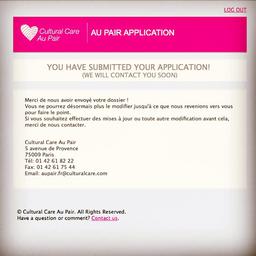 LOG OUT
Cultural Care
Au Pair
AU PAIR APPLICATION
YOU HAVE SUBMITTED YOUR APPLICATION!
(WE WILL CONTACT YOU SOON)
Merci de nous avoir envoyé votre dossier !
Vous ne pourrez désormais plus le modifier jusqu'à ce que nous revenions vers vous
pour faire le point.
Si vous souhaitez effectuer des mises à jour ou toute autre modification avant cela,
merci de nous contacter.
Cultural Care Au Pair
5 avenue de Provence
75009 Paris
Tél: 01 42 61 82 22
Fax: 01 42 61 75 44
Email: aupair.fr@culturalcare.com
© Cultural Care Au Pair. All Rights Reserved.
Have a question or comment? Contact us.